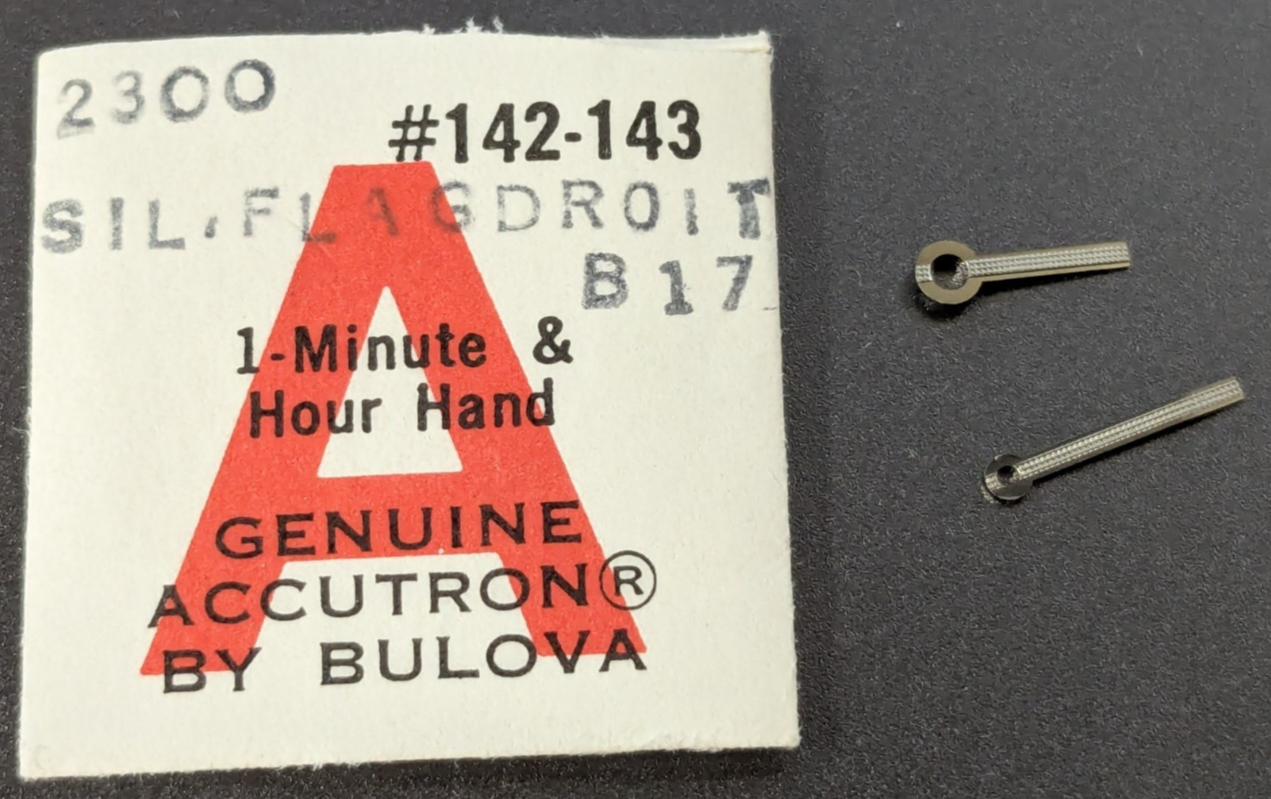 2300
#142-143
SIL. FLAGDROIT
B17
1-Minute &
Hour Hand
GENUINE
ACCUTRON®
BY BULOVA